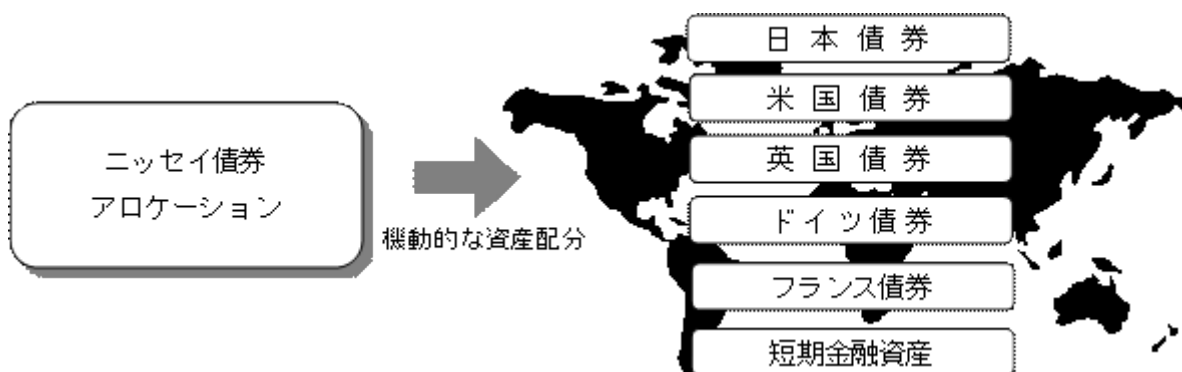 ニッセイ債券
アロケーション
機動的な資産配分
日本債券
米国債券
英国債券
ドイツ債券
フランス債券
短期金融資産